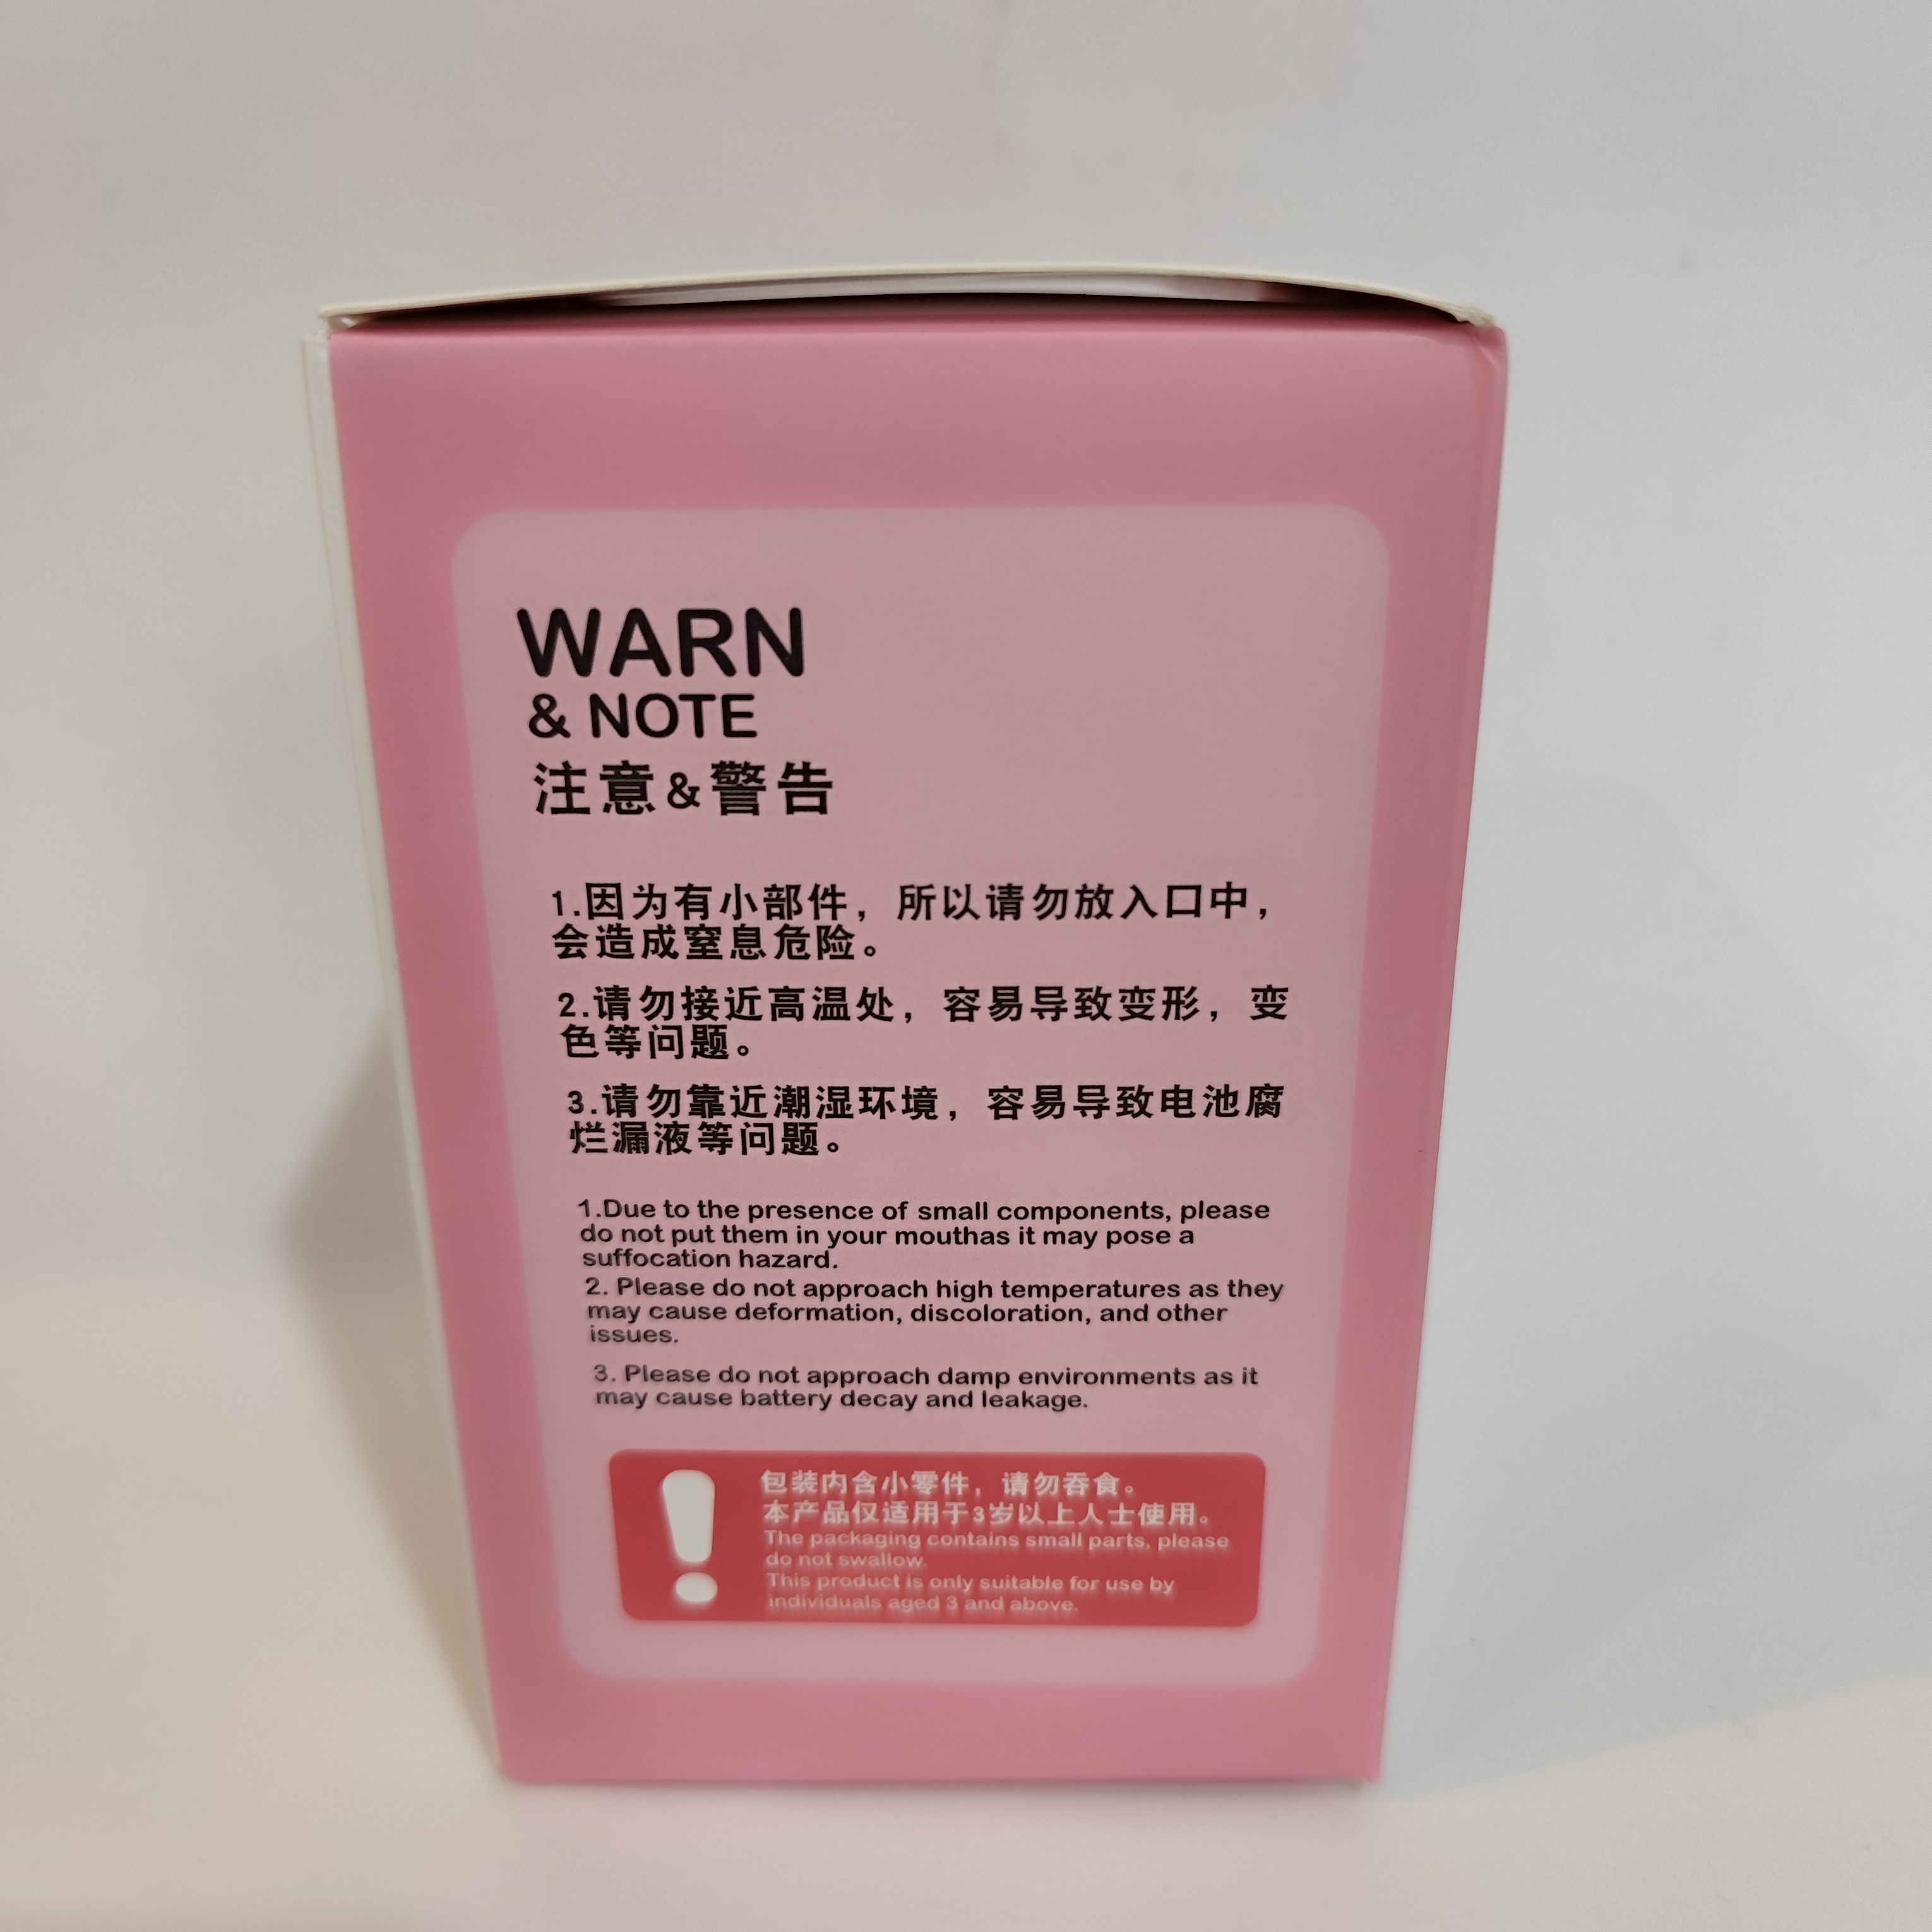 WARN
& NOTE
注意&警告
1.因为有小部件，所以请勿放入口中，
会造成窒息危险。
2.请勿接近高温处，容易导致变形，变
色等问题。
3.请勿靠近潮湿环境，容易导致电池腐
烂漏液等问题。
1.Due to the presence of small components, please
do not put them in your mouthas it may pose a
suffocation hazard.
2. Please do not approach high temperatures as they
may cause deformation, discoloration, and other
issues.
3. Please do not approach damp environments as it
may cause battery decay and leakage.
包装内含小零件，请勿吞食。
本产品仅适用于3岁以上人士使用。
The packaging contains small parts, please
do not swallow.
This product is only suitable for use by
individuals aged 3 and above.